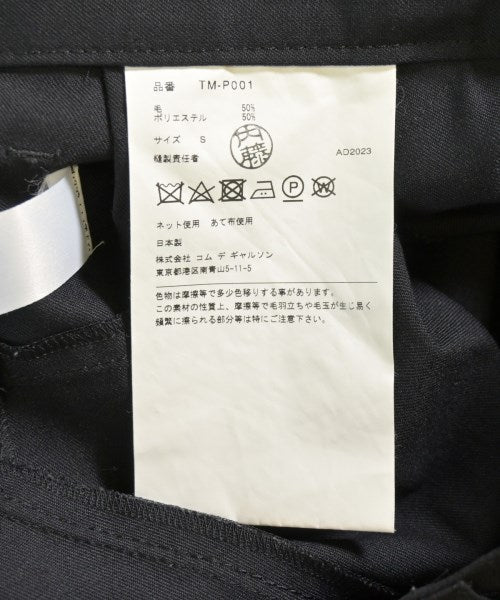 品番 TM-P001
毛 50%
ポリエステル 50%
サイズ S
内藤
縫製責任者
AD2023
P
W
ネット使用 あて布使用
日本製
株式会社 コム デ ギャルソン
東京都港区南青山5-11-5
色物は摩擦等で多少色移りする事があります。
この素材の性質上、摩擦等で毛羽立ちや毛玉が生じ易く
頻繁に擦られる部分等は特にご注意下さい。